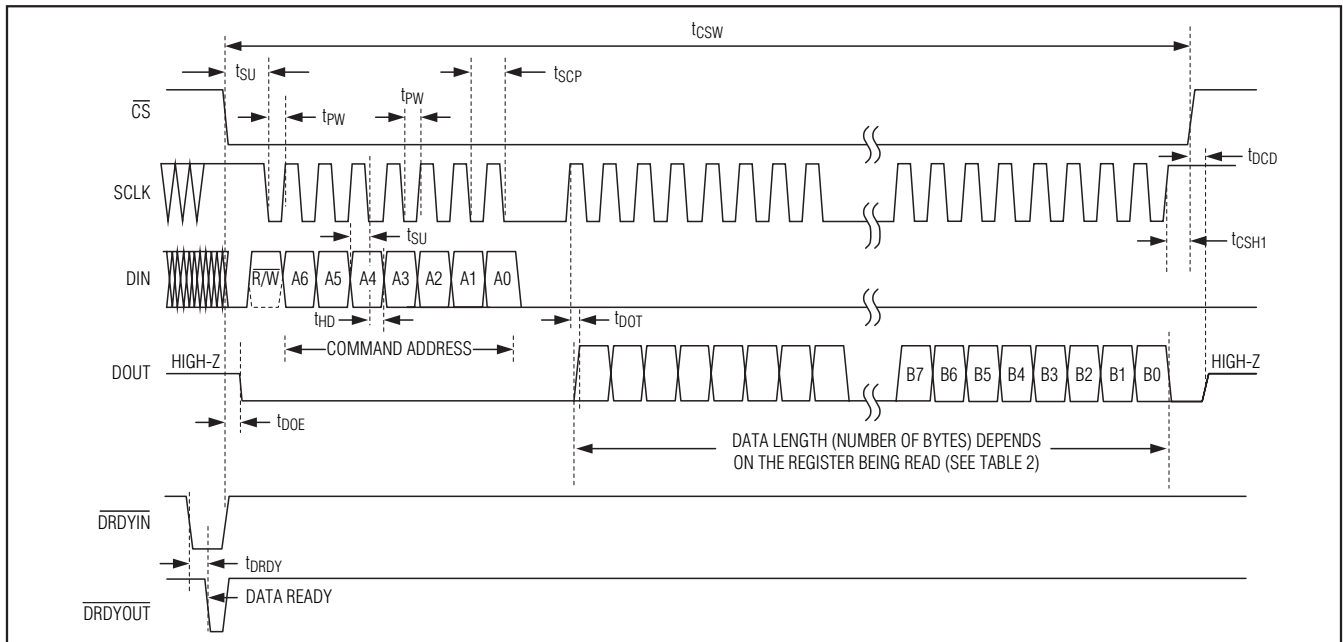 tCSW
tSU
tSCP
tPW
tPW
CS
tDCD
SCLK
tCSH1
tSU
DIN
R/W A6 A5 A4 A3 A2 A1 A0
tHD
tDOT
COMMAND ADDRESS
HIGH-Z
HIGH-Z
DOUT
B7 B6 B5 B4 B3 B2 B1 B0
tDOE
DATA LENGTH (NUMBER OF BYTES) DEPENDS
ON THE REGISTER BEING READ (SEE TABLE 2)
DRDYIN
tDRDY
DATA READY
DRDYOUT